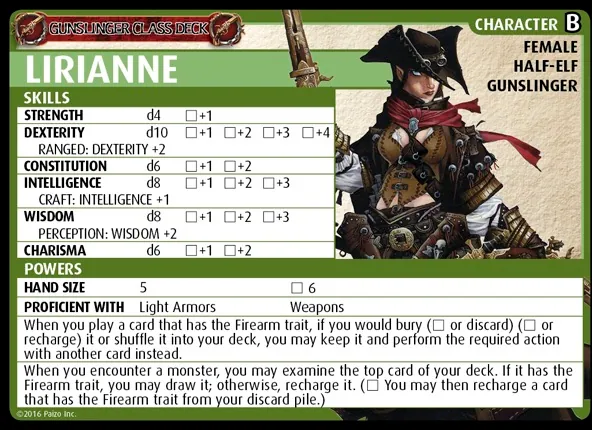 GUNSLINGER CLASS DECK
CHARACTER B
LIRIANNE
FEMALE
HALF-ELF
GUNSLINGER
SKILLS
STRENGTH d4 □ +1
DEXTERITY d10 □ +1 □ +2 □ +3 □ +4
RANGED: DEXTERITY +2
CONSTITUTION d6 □ +1 □ +2
INTELLIGENCE d8 □ +1 □ +2 □ +3
CRAFT: INTELLIGENCE +1
WISDOM d8 □ +1 □ +2 □ +3
PERCEPTION: WISDOM +2
CHARISMA d6 □ +1 □ +2
POWERS
HAND SIZE 5 □ 6
PROFICIENT WITH Light Armors Weapons
When you play a card that has the Firearm trait, if you would bury (□ or discard) (□ or
recharge) it or shuffle it into your deck, you may keep it and perform the required action
with another card instead.
When you encounter a monster, you may examine the top card of your deck. If it has the
Firearm trait, you may draw it; otherwise, recharge it. (□ You may then recharge a card
that has the Firearm trait from your discard pile.)
©2016 Paizo Inc.